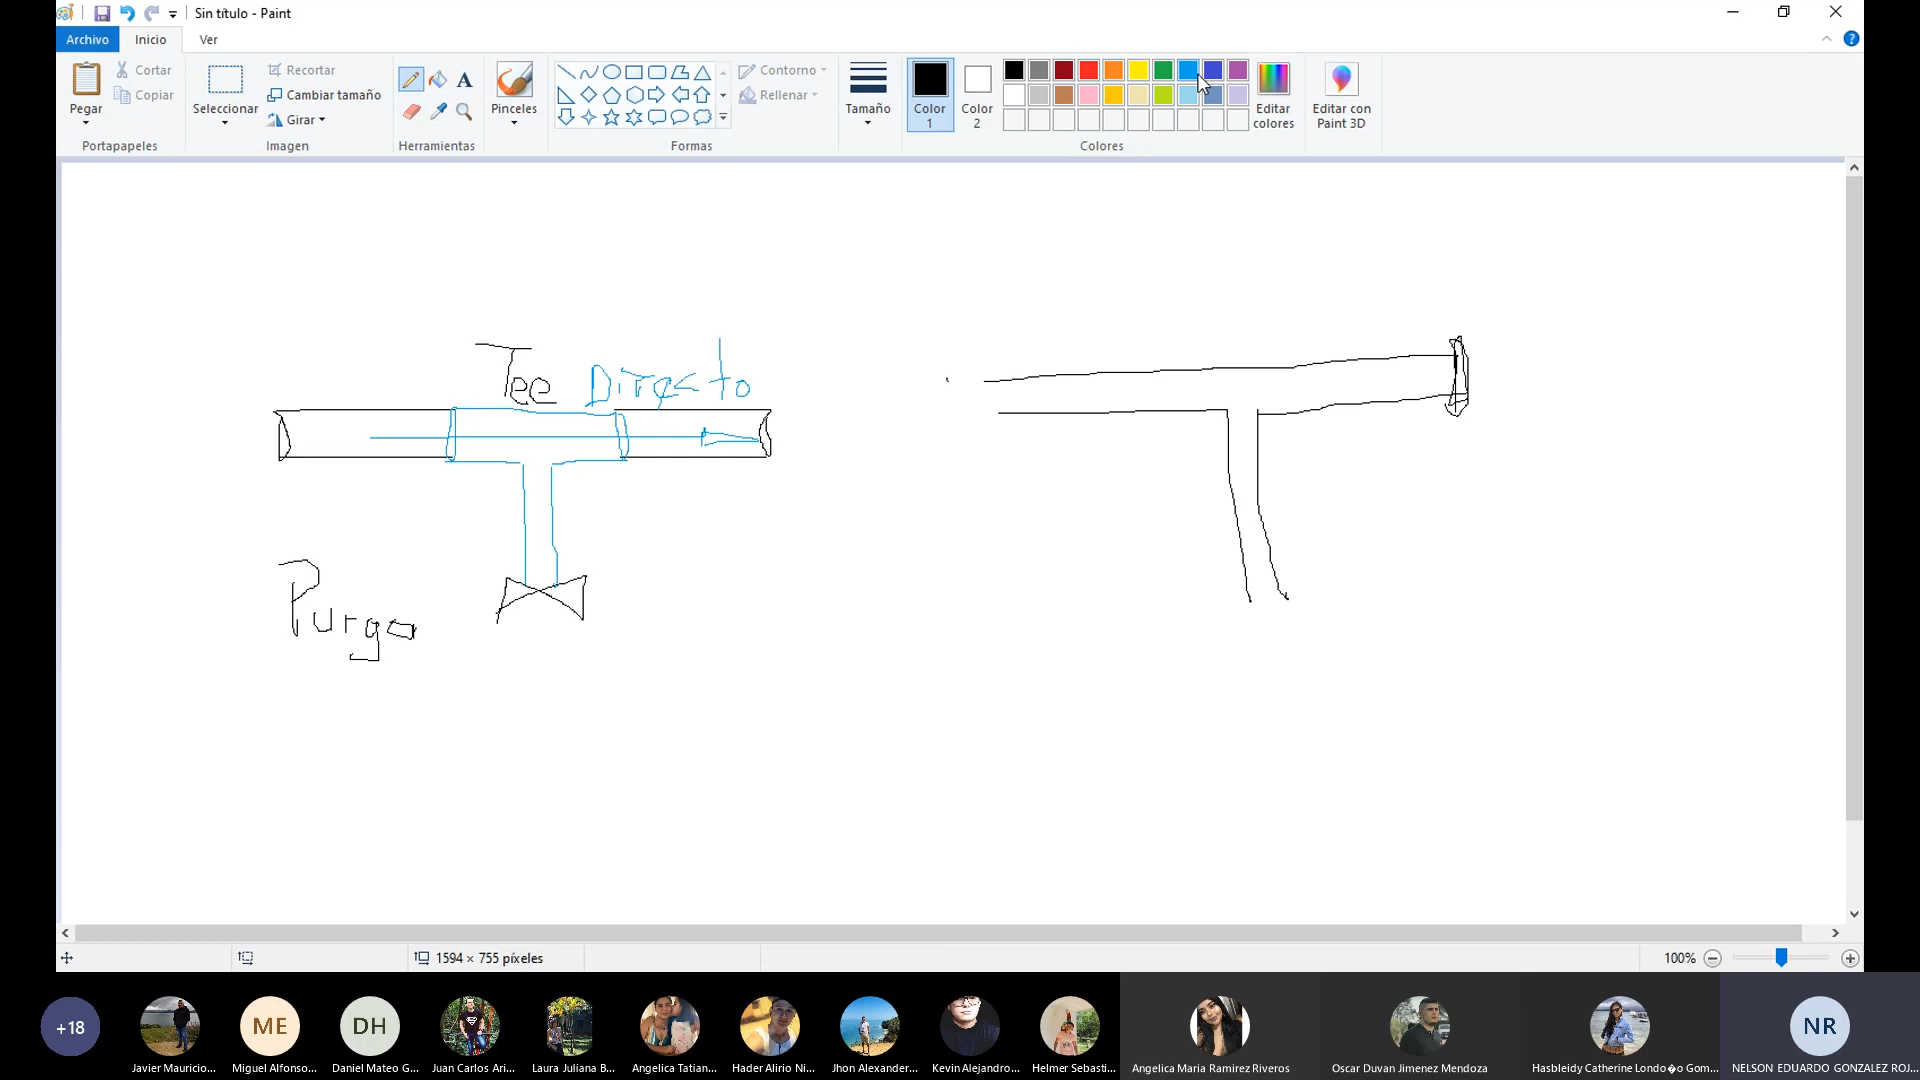 Sin título - Paint
Archivo Inicio Ver
Pegar
Cortar
Copiar
Portapapeles
Seleccionar
Recortar
Cambiar tamaño
Girar
Imagen
A
Herramientas
Pinceles
Contorno
Rellenar
Formas
Tamaño
Color 1
Color 2
Editar colores
Colores
Editar con Paint 3D
Tee Directo
Purga
1594 × 755 píxeles
100%
+18
Javier Mauricio...
ME
Miguel Alfonso...
DH
Daniel Mateo G...
Juan Carlos Ari...
Laura Juliana B...
Angelica Tatian...
Hader Alirio Ni...
Jhon Alexander...
Kevin Alejandro...
Helmer Sebasti...
Angelica Maria Ramirez Riveros
Oscar Duvan Jimenez Mendoza
Hasbleidy Catherine Londo�o Gom...
NR
NELSON EDUARDO GONZALEZ ROJ...